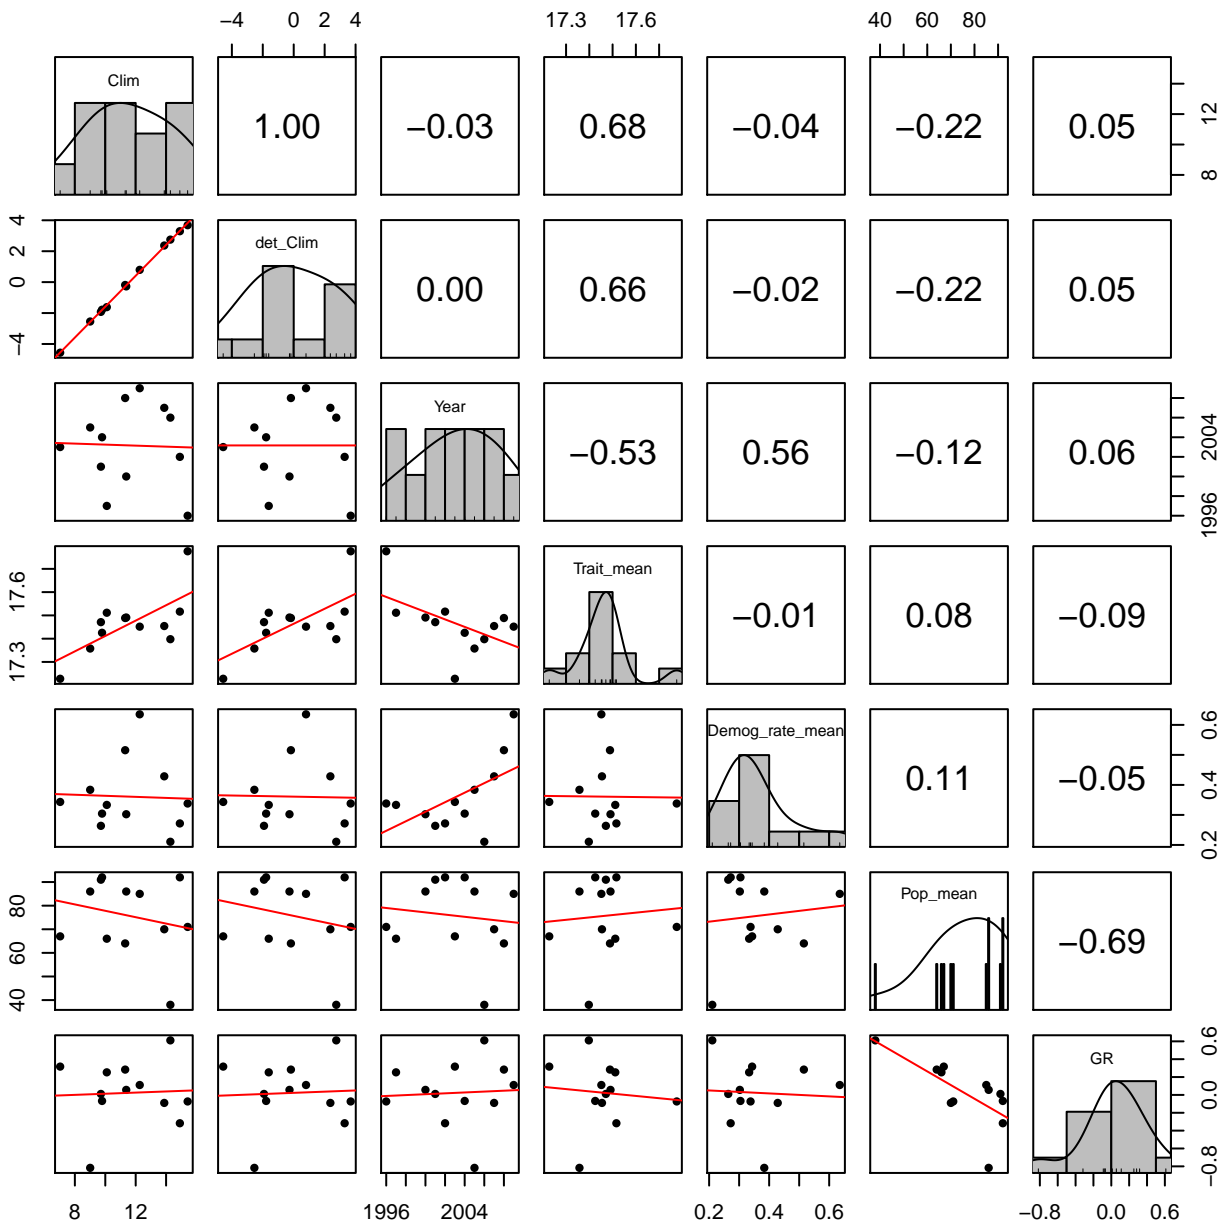 −4 0 2 4 17.3 17.6 40 60 80
Clim 1.00 −0.03 0.68 −0.04 −0.22 0.05 8 12
−4 0 2 4 det_Clim 0.00 0.66 −0.02 −0.22 0.05
Year −0.53 0.56 −0.12 0.06 1996 2004
17.3 17.6 Trait_mean −0.01 0.08 −0.09
Demog_rate_mean 0.11 −0.05 0.2 0.4 0.6
40 60 80 Pop_mean −0.69
GR −0.8 0.0 0.6
8 12 1996 2004 0.2 0.4 0.6 −0.8 0.0 0.6